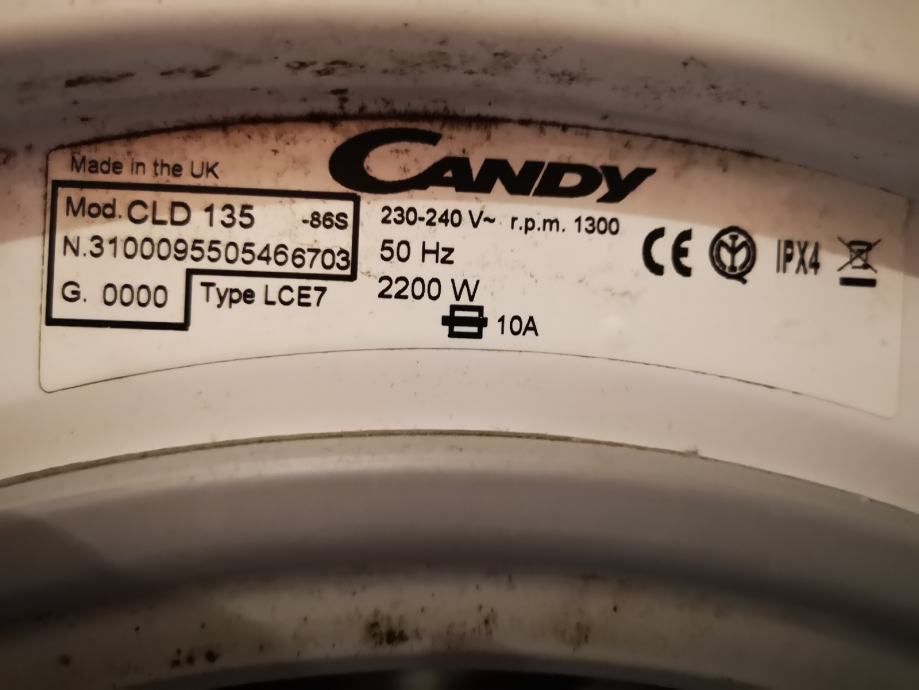 Made in the UK
CANDY
Mod. CLD 135 -86S
N.3100095505466703
G. 0000
Type LCE7
230-240 V~ r.p.m. 1300
50 Hz
2200 W
10A
CE
IPX4